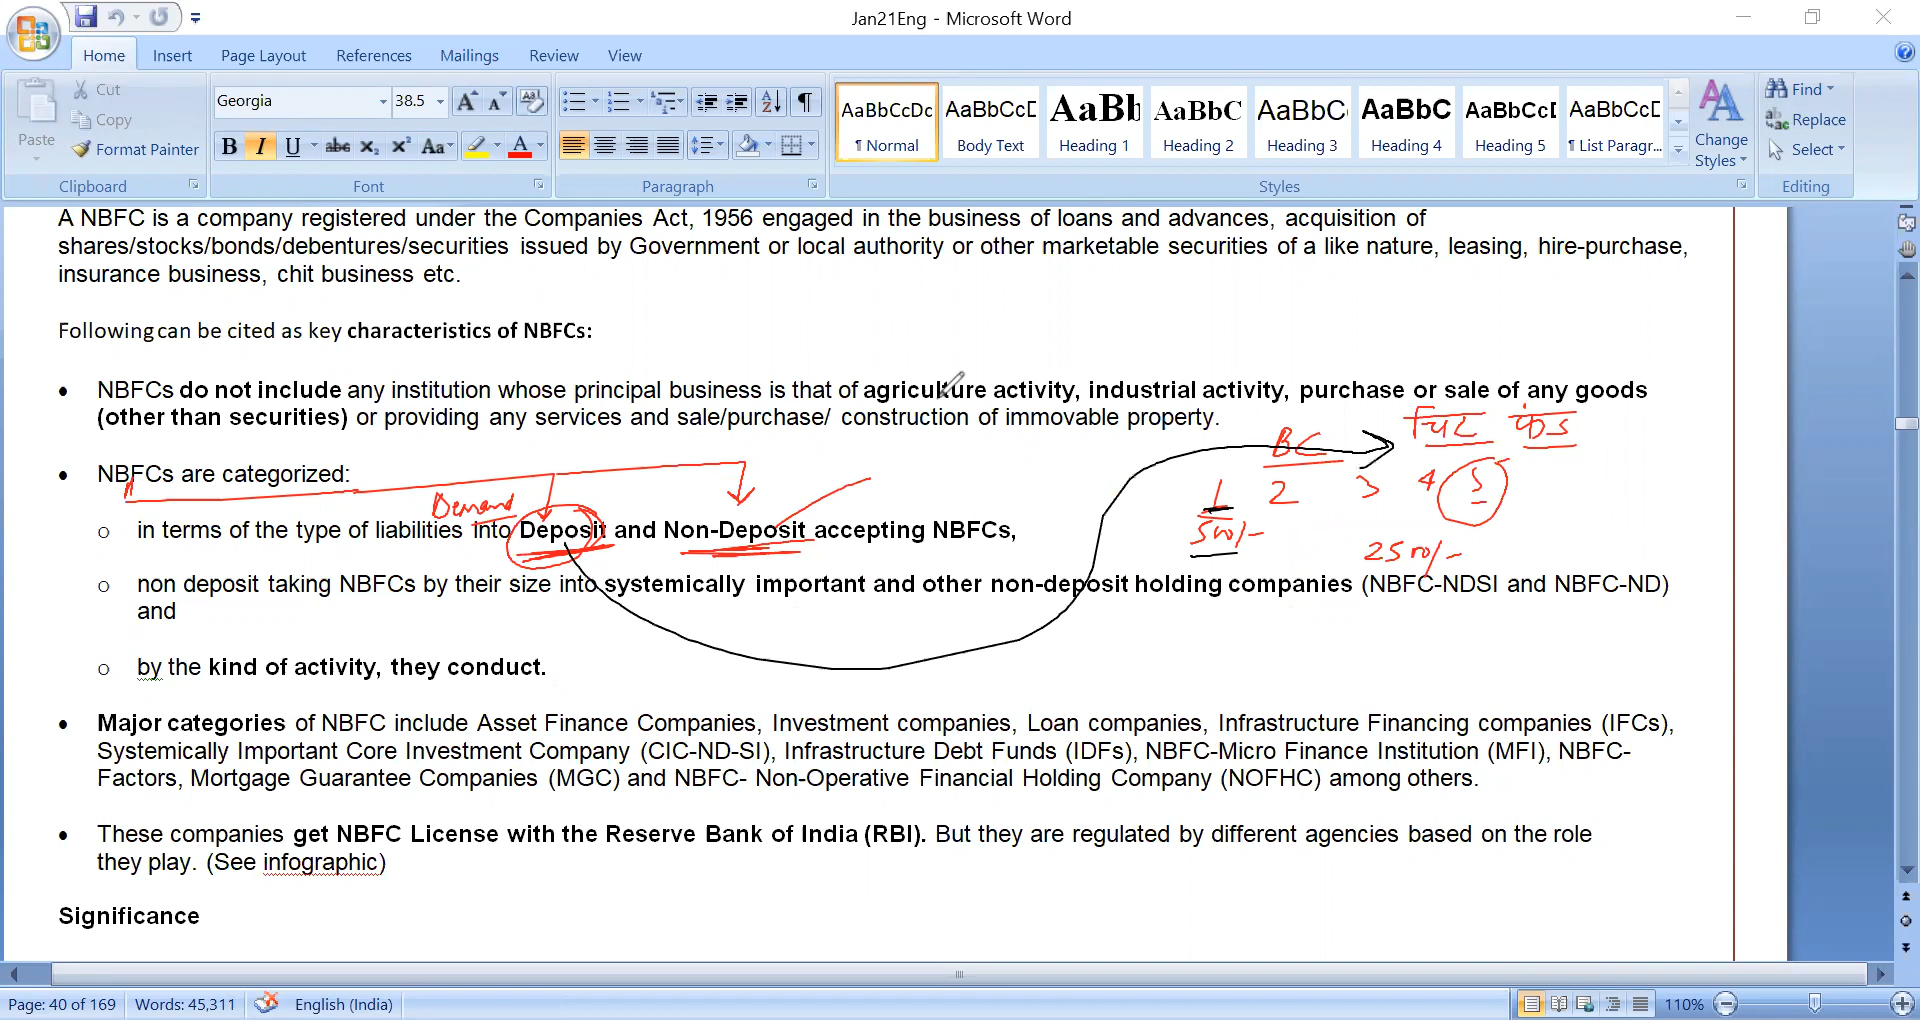 Jan21Eng - Microsoft Word
Home Insert Page Layout References Mailings Review View
Paste
Cut
Copy
Format Painter
Clipboard
Georgia 38.5
B I U abc X₂ X² Aa A
Font
Paragraph
AaBbCcDc AaBbCcD AaBb AaBbC AaBbC AaBbC AaBbCcD AaBbCcD
¶ Normal Body Text Heading 1 Heading 2 Heading 3 Heading 4 Heading 5 ¶ List Paragr...
Change Styles
Styles
Find
Replace
Select
Editing
A NBFC is a company registered under the Companies Act, 1956 engaged in the business of loans and advances, acquisition of
shares/stocks/bonds/debentures/securities issued by Government or local authority or other marketable securities of a like nature, leasing, hire-purchase,
insurance business, chit business etc.
Following can be cited as key characteristics of NBFCs:
• NBFCs do not include any institution whose principal business is that of agriculture activity, industrial activity, purchase or sale of any goods
(other than securities) or providing any services and sale/purchase/ construction of immovable property.
BC
1 2 3 4 5
500/-
2500/-
• NBFCs are categorized:
Demand
o in terms of the type of liabilities into Deposit and Non-Deposit accepting NBFCs,
o non deposit taking NBFCs by their size into systemically important and other non-deposit holding companies (NBFC-NDSI and NBFC-ND)
and
o by the kind of activity, they conduct.
• Major categories of NBFC include Asset Finance Companies, Investment companies, Loan companies, Infrastructure Financing companies (IFCs),
Systemically Important Core Investment Company (CIC-ND-SI), Infrastructure Debt Funds (IDFs), NBFC-Micro Finance Institution (MFI), NBFC-
Factors, Mortgage Guarantee Companies (MGC) and NBFC- Non-Operative Financial Holding Company (NOFHC) among others.
• These companies get NBFC License with the Reserve Bank of India (RBI). But they are regulated by different agencies based on the role
they play. (See infographic)
Significance
Page: 40 of 169 Words: 45,311 English (India) 110%